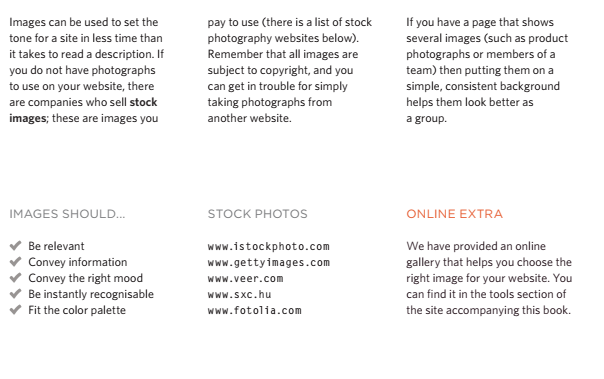 Images can be used to set the
tone for a site in less time than
it takes to read a description. If
you do not have photographs
to use on your website, there
are companies who sell stock
images; these are images you
pay to use (there is a list of stock
photography websites below).
Remember that all images are
subject to copyright, and you
can get in trouble for simply
taking photographs from
another website.
If you have a page that shows
several images (such as product
photographs or members of a
team) then putting them on a
simple, consistent background
helps them look better as
a group.
IMAGES SHOULD...
Be relevant
Convey information
Convey the right mood
Be instantly recognisable
Fit the color palette
STOCK PHOTOS
www.istockphoto.com
www.gettyimages.com
www.veer.com
www.sxc.hu
www.fotolia.com
ONLINE EXTRA
We have provided an online
gallery that helps you choose the
right image for your website. You
can find it in the tools section of
the site accompanying this book.